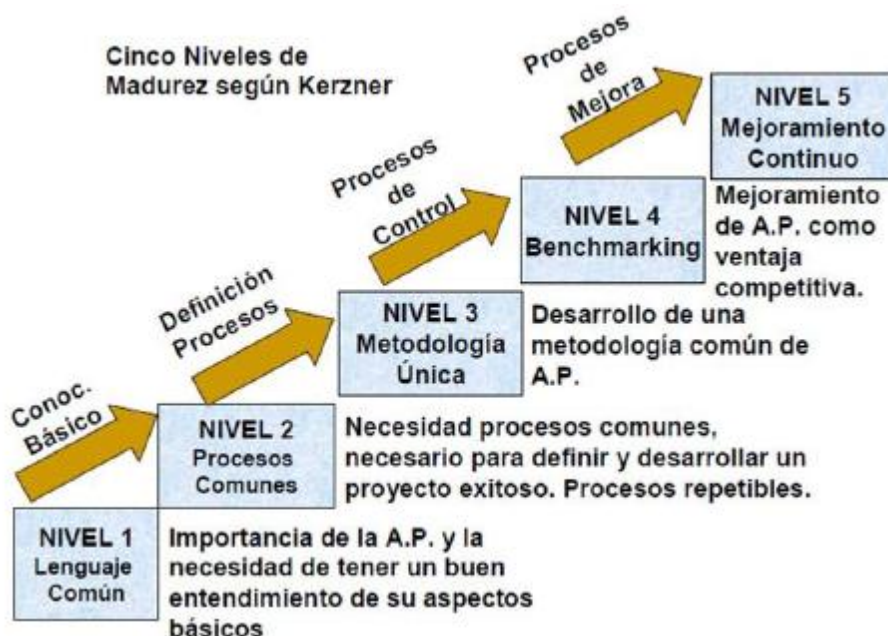 Cinco Niveles de
Madurez según Kerzner
Conoc.
Básico
Definición
Procesos
Procesos
de
Control
Procesos
de
Mejora
NIVEL 1
Lenguaje
Común
Importancia de la A.P. y la
necesidad de tener un buen
entendimiento de su aspectos
básicos
NIVEL 2
Procesos
Comunes
Necesidad procesos comunes,
necesario para definir y desarrollar un
proyecto exitoso. Procesos repetibles.
NIVEL 3
Metodología
Única
Desarrollo de una
metodología común de
A.P.
NIVEL 4
Benchmarking
NIVEL 5
Mejoramiento
Continuo
Mejoramiento
de A.P. como
ventaja
competitiva.